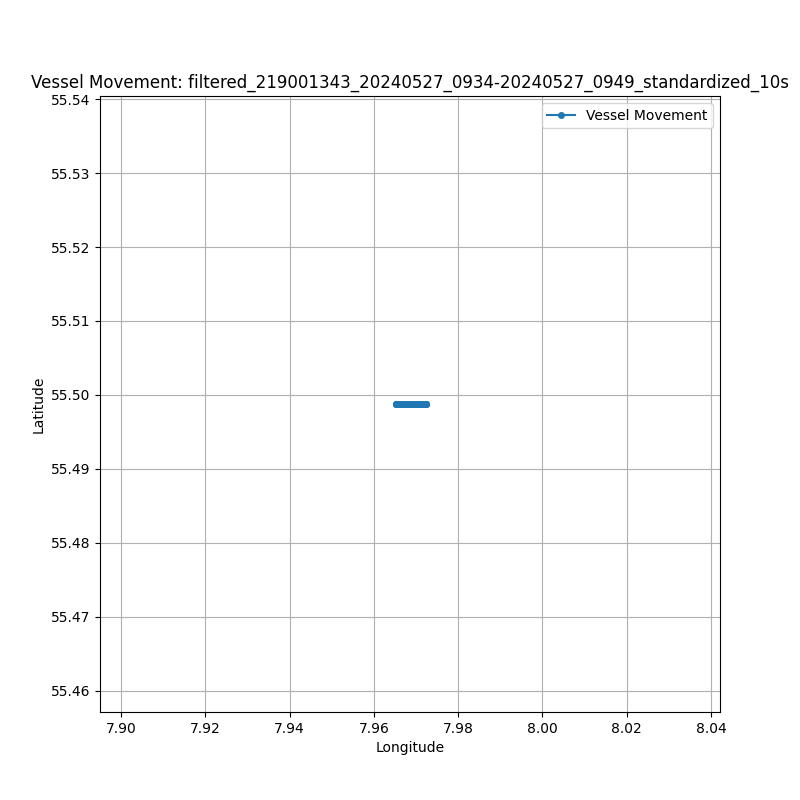 Vessel Movement: filtered_219001343_20240527_0934-20240527_0949_standardized_10s
Vessel Movement
55.54
55.53
55.52
55.51
55.50
55.49
55.48
55.47
55.46
Latitude
7.90 7.92 7.94 7.96 7.98 8.00 8.02 8.04
Longitude